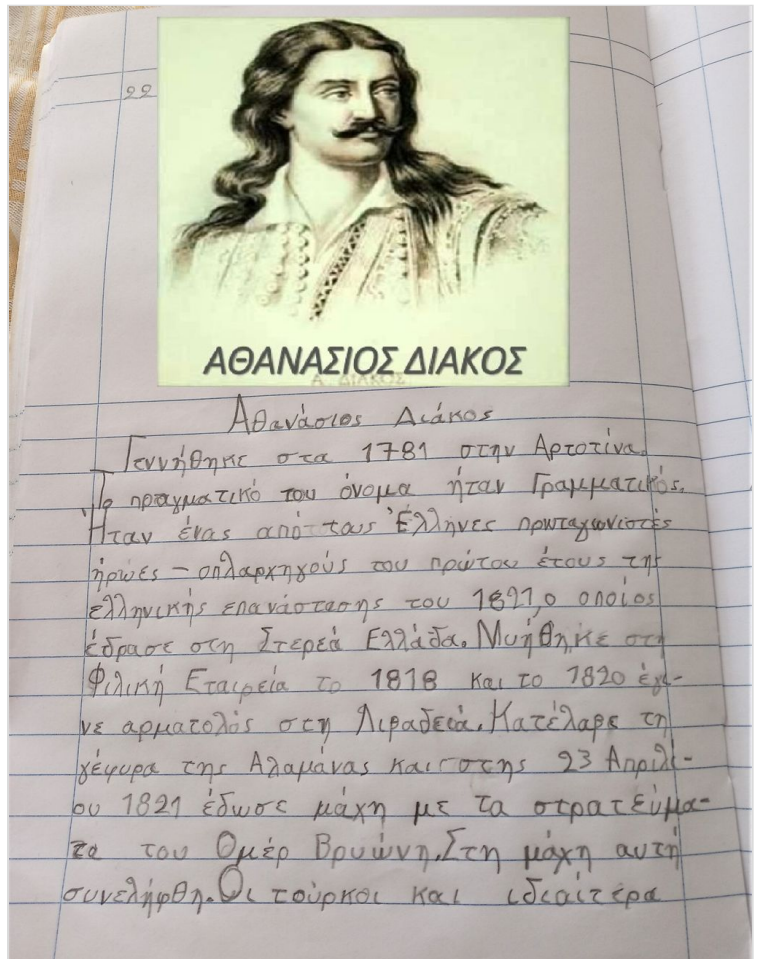 22
ΑΘΑΝΑΣΙΟΣ ΔΙΑΚΟΣ
Α. ΔΙΑΚΟΣ
Αθανάσιος Διάκος
Γεννήθηκε στα 1781 στην Αρτοτίνα.
Το πραγματικό του όνομα ήταν Γραμματικός.
Ήταν ένας από τους Έλληνες πρωταγωνιστές
ήρωες – οπλαρχηγούς του πρώτου έτους της
ελληνικής επανάστασης του 1821, ο οποίος
έδρασε στη Στερεά Ελλάδα. Μυήθηκε στη
Φιλική Εταιρεία το 1818 και το 1820 έγι-
νε αρματολός στη Λιβαδειά. Κατέλαβε τη
γέφυρα της Αλαμάνας και στης 23 Απριλί-
ου 1821 έδωσε μάχη με τα στρατεύμα-
τα του Ομέρ Βρυώνη. Στη μάχη αυτή
συνελήφθη. Οι τούρκοι και ιδιαίτερα